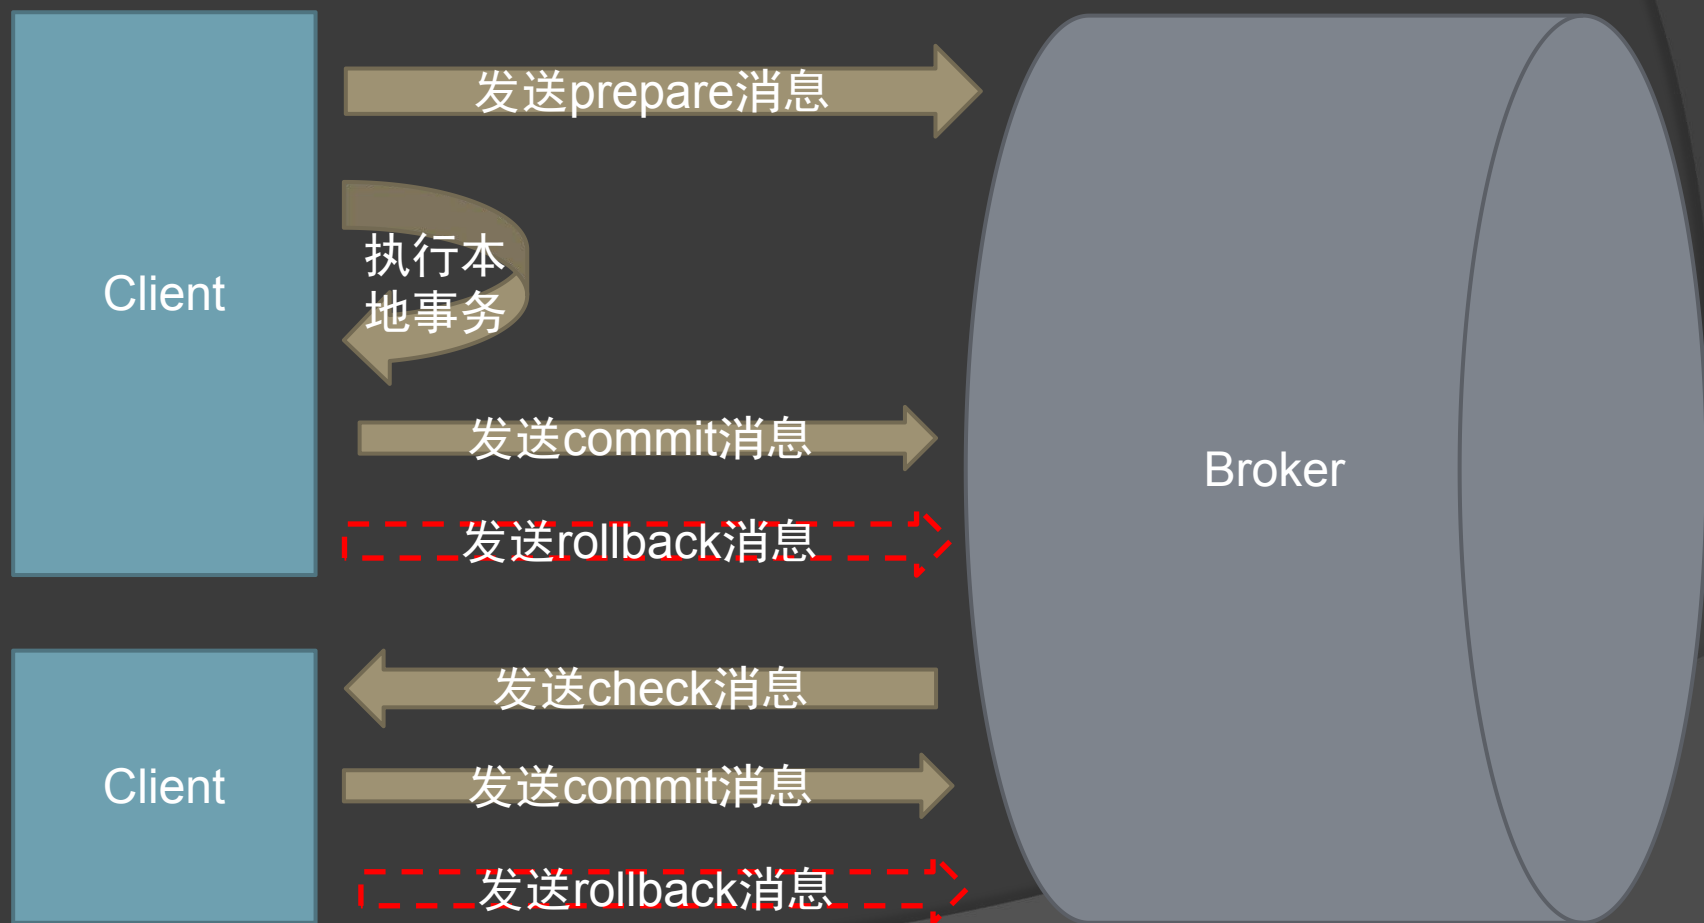 发送prepare消息
执行本
地事务
Client
发送commit消息
Broker
发送rollback消息
发送check消息
Client
发送commit消息
发送rollback消息